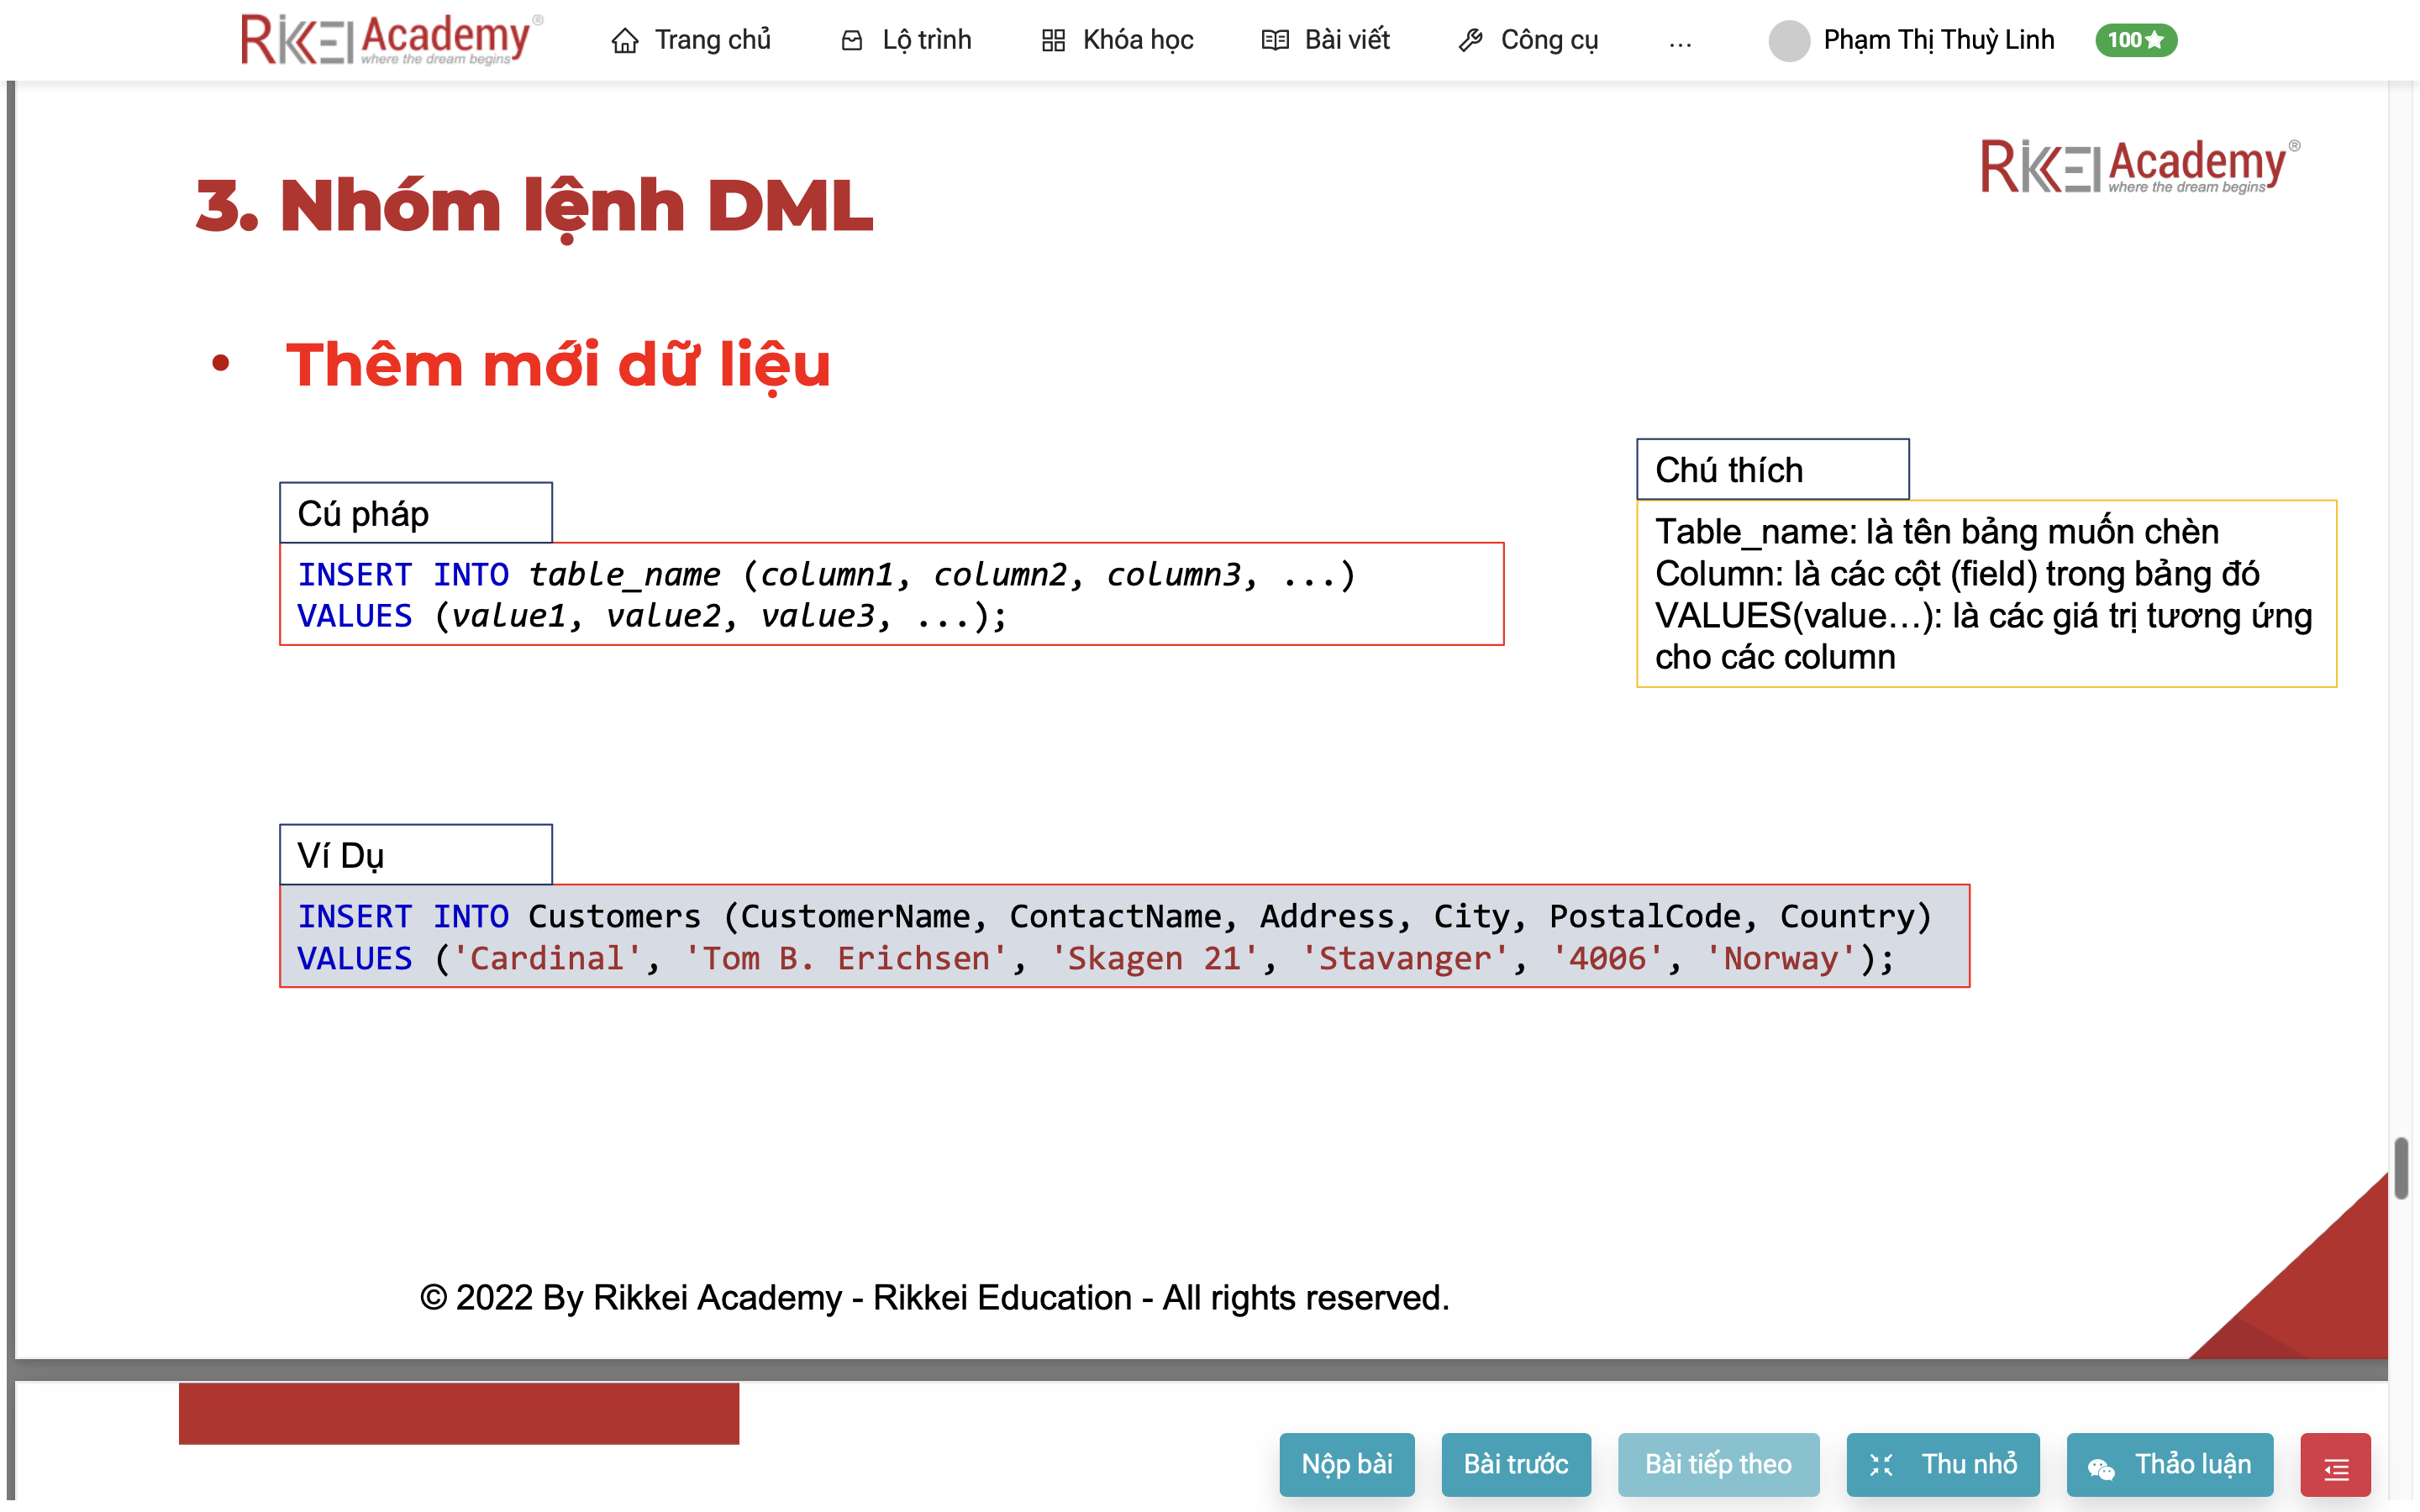 RIKKEI Academy®
where the dream begins
Trang chủ
Lộ trình
Khóa học
Bài viết
Công cụ
...
Phạm Thị Thuỳ Linh
100
RIKKEI Academy®
where the dream begins
3. Nhóm lệnh DML
• Thêm mới dữ liệu
Cú pháp
INSERT INTO table_name (column1, column2, column3, ...)
VALUES (value1, value2, value3, ...);
Chú thích
Table_name: là tên bảng muốn chèn
Column: là các cột (field) trong bảng đó
VALUES(value…): là các giá trị tương ứng
cho các column
Ví Dụ
INSERT INTO Customers (CustomerName, ContactName, Address, City, PostalCode, Country)
VALUES ('Cardinal', 'Tom B. Erichsen', 'Skagen 21', 'Stavanger', '4006', 'Norway');
© 2022 By Rikkei Academy - Rikkei Education - All rights reserved.
Nộp bài
Bài trước
Bài tiếp theo
Thu nhỏ
Thảo luận